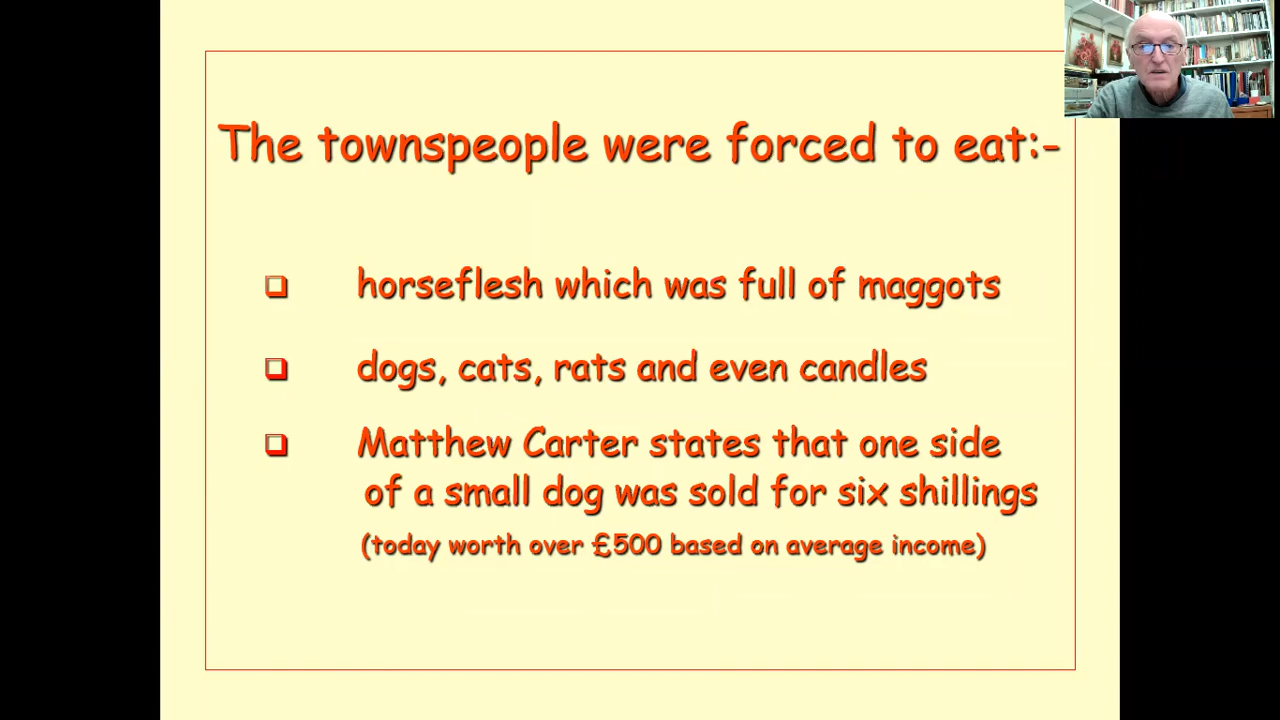 The townspeople were forced to eat:-
horseflesh which was full of maggots
dogs, cats, rats and even candles
Matthew Carter states that one side
of a small dog was sold for six shillings
(today worth over £500 based on average income)